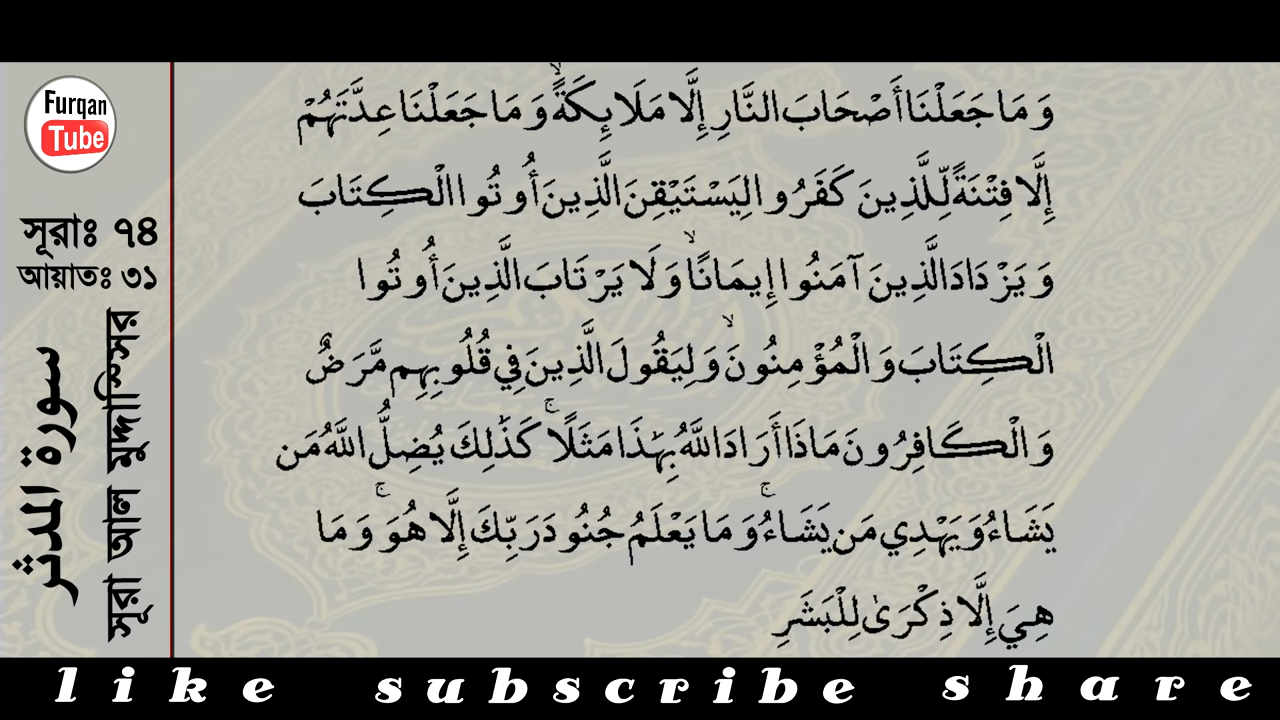 Furqan
Tube
সূরাঃ ৭৪
আয়াতঃ ৩১
سورة المدثر
সূরা আল মুদ্দাস্সির
وَمَا جَعَلْنَا أَصْحَابَ النَّارِ إِلَّا مَلَائِكَةً ۙ وَمَا جَعَلْنَا عِدَّتَهُمْ
إِلَّا فِتْنَةً لِّلَّذِينَ كَفَرُوا لِيَسْتَيْقِنَ الَّذِينَ أُوتُوا الْكِتَابَ
وَيَزْدَادَ الَّذِينَ آمَنُوا إِيمَانًا ۙ وَلَا يَرْتَابَ الَّذِينَ أُوتُوا
الْكِتَابَ وَالْمُؤْمِنُونَ ۙ وَلِيَقُولَ الَّذِينَ فِي قُلُوبِهِم مَّرَضٌ
وَالْكَافِرُونَ مَاذَا أَرَادَ اللَّهُ بِهَٰذَا مَثَلًا ۚ كَذَٰلِكَ يُضِلُّ اللَّهُ مَن
يَشَاءُ وَيَهْدِي مَن يَشَاءُ ۚ وَمَا يَعْلَمُ جُنُودَ رَبِّكَ إِلَّا هُوَ ۚ وَمَا
هِيَ إِلَّا ذِكْرَىٰ لِلْبَشَرِ
like subscribe share